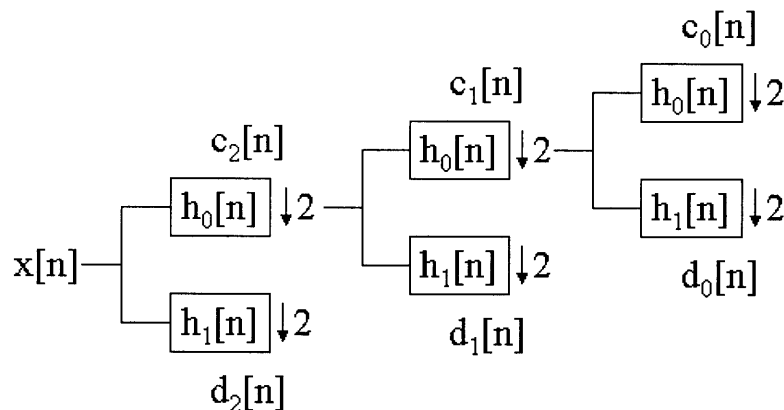 c₀[n]
h₀[n] ↓2
c₁[n]
h₀[n] ↓2
c₂[n]
h₀[n] ↓2
h₁[n] ↓2
x[n]
h₁[n] ↓2
d₀[n]
h₁[n] ↓2
d₁[n]
d₂[n]